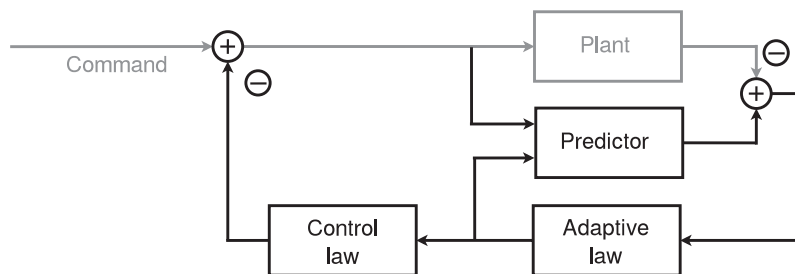 Plant
Command
Predictor
Control
law
Adaptive
law